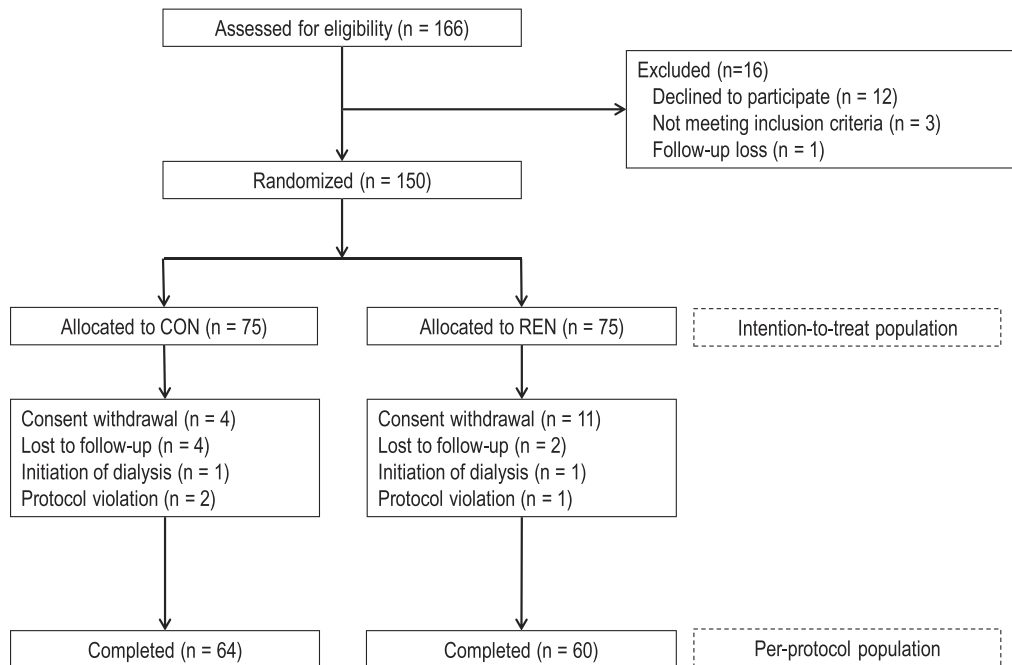 Assessed for eligibility (n = 166)
Excluded (n=16)
Declined to participate (n = 12)
Not meeting inclusion criteria (n = 3)
Follow-up loss (n = 1)
Randomized (n = 150)
Allocated to CON (n = 75)
Allocated to REN (n = 75)
Intention-to-treat population
Consent withdrawal (n = 4)
Lost to follow-up (n = 4)
Initiation of dialysis (n = 1)
Protocol violation (n = 2)
Consent withdrawal (n = 11)
Lost to follow-up (n = 2)
Initiation of dialysis (n = 1)
Protocol violation (n = 1)
Completed (n = 64)
Completed (n = 60)
Per-protocol population